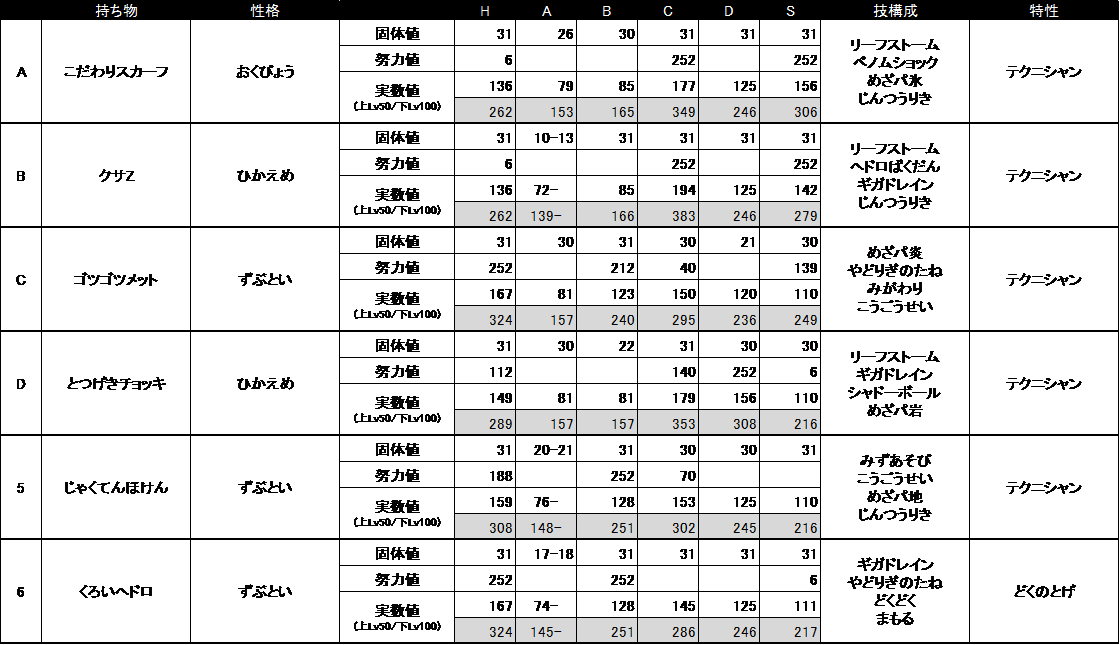 持ち物 性格 H A B C D S 技構成 特性
A こだわりスカーフ おくびょう テクニシャン
固体値 31 26 30 31 31 31
努力値 6 252 252
実数値 136 79 85 177 125 156
(上Lv50/下Lv100) 262 153 165 349 246 306
リーフストーム
ベノムショック
めざパ氷
じんつうりき
B クサZ ひかえめ テクニシャン
固体値 31 10-13 31 31 31 31
努力値 6 252 252
実数値 136 72- 85 194 125 142
(上Lv50/下Lv100) 262 139- 166 383 246 279
リーフストーム
ヘドロばくだん
ギガドレイン
じんつうりき
C ゴツゴツメット ずぶとい テクニシャン
固体値 31 30 31 30 21 30
努力値 252 212 40 139
実数値 167 81 123 150 120 110
(上Lv50/下Lv100) 324 157 240 295 236 249
めざパ炎
やどりぎのたね
みがわり
こうごうせい
D とつげきチョッキ ひかえめ テクニシャン
固体値 31 30 22 31 30 30
努力値 112 140 252 6
実数値 149 81 81 179 156 110
(上Lv50/下Lv100) 289 157 157 353 308 216
リーフストーム
ギガドレイン
シャドーボール
めざパ岩
5 じゃくてんほけん ずぶとい テクニシャン
固体値 31 20-21 31 30 30 31
努力値 188 252 70
実数値 159 76- 128 153 125 110
(上Lv50/下Lv100) 308 148- 251 302 245 216
みずあそび
こうごうせい
めざパ地
じんつうりき
6 くろいヘドロ ずぶとい どくのとげ
固体値 31 17-18 31 31 31 31
努力値 252 252 6
実数値 167 74- 128 145 125 111
(上Lv50/下Lv100) 324 145- 251 286 246 217
ギガドレイン
やどりぎのたね
どくどく
まもる